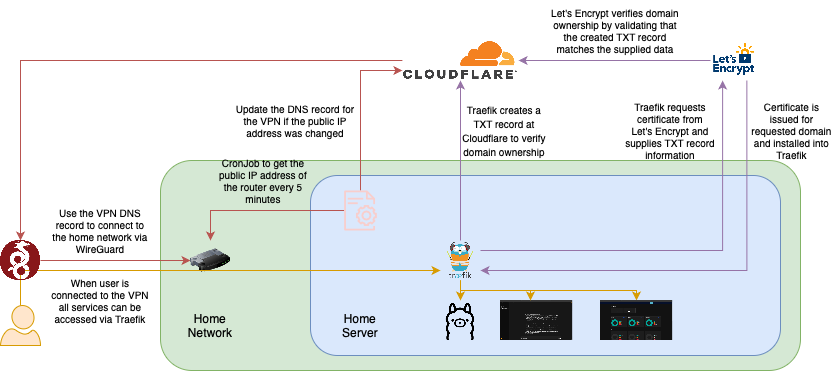 Let's Encrypt verifies domain
ownership by validating that
the created TXT record
matches the supplied data
CLOUDFLARE
Let's
Encrypt
Update the DNS record for
the VPN if the public IP
address was changed
Traefik creates a
TXT record at
Cloudflare to verify
domain ownership
Traefik requests
certificate from
Let's Encrypt and
supplies TXT record
information
Certificate is
issued for
requested domain
and installed into
Traefik
CronJob to get the
public IP address of
the router every 5
minutes
Use the VPN DNS
record to connect to
the home network via
WireGuard
When user is
connected to the VPN
all services can be
accessed via Traefik
træfik
Home
Network
Home
Server